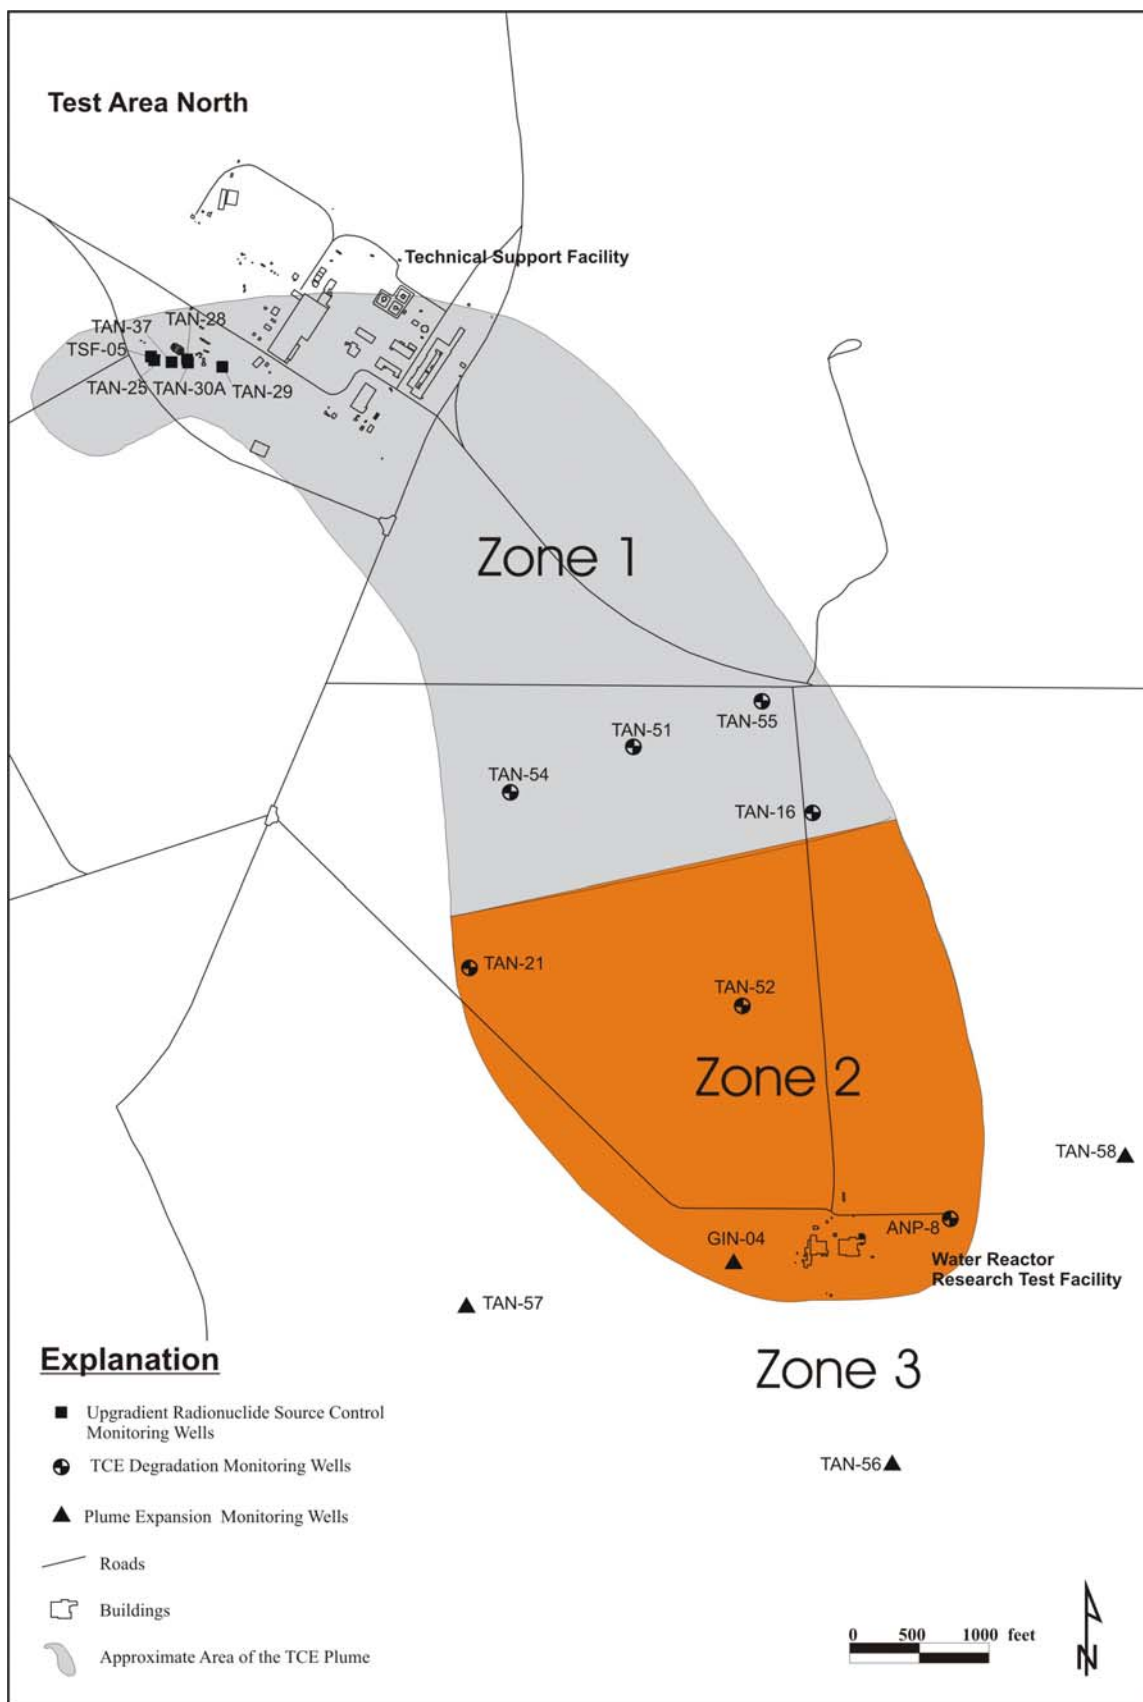 Test Area North
Technical Support Facility
TAN-37
TAN-28
TSF-05
TAN-25
TAN-30A
TAN-29
Zone 1
TAN-55
TAN-51
TAN-54
TAN-16
TAN-21
TAN-52
Zone 2
TAN-58
ANP-8
GIN-04
Water Reactor
Research Test Facility
TAN-57
Zone 3
TAN-56
Explanation
Upgradient Radionuclide Source Control
Monitoring Wells
TCE Degradation Monitoring Wells
Plume Expansion Monitoring Wells
Roads
Buildings
Approximate Area of the TCE Plume
0 500 1000 feet
N